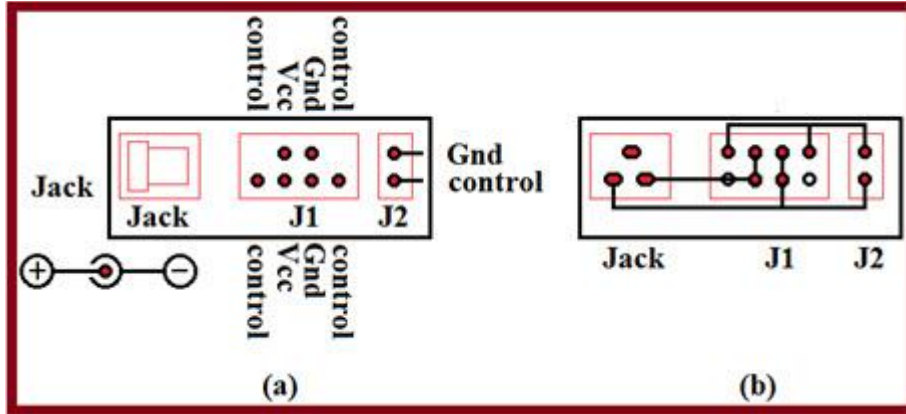 control
Vcc
Gnd
control
Jack
Jack
J1
J2
Gnd
control
control
Vcc
Gnd
control
(a)
Jack
J1
J2
(b)